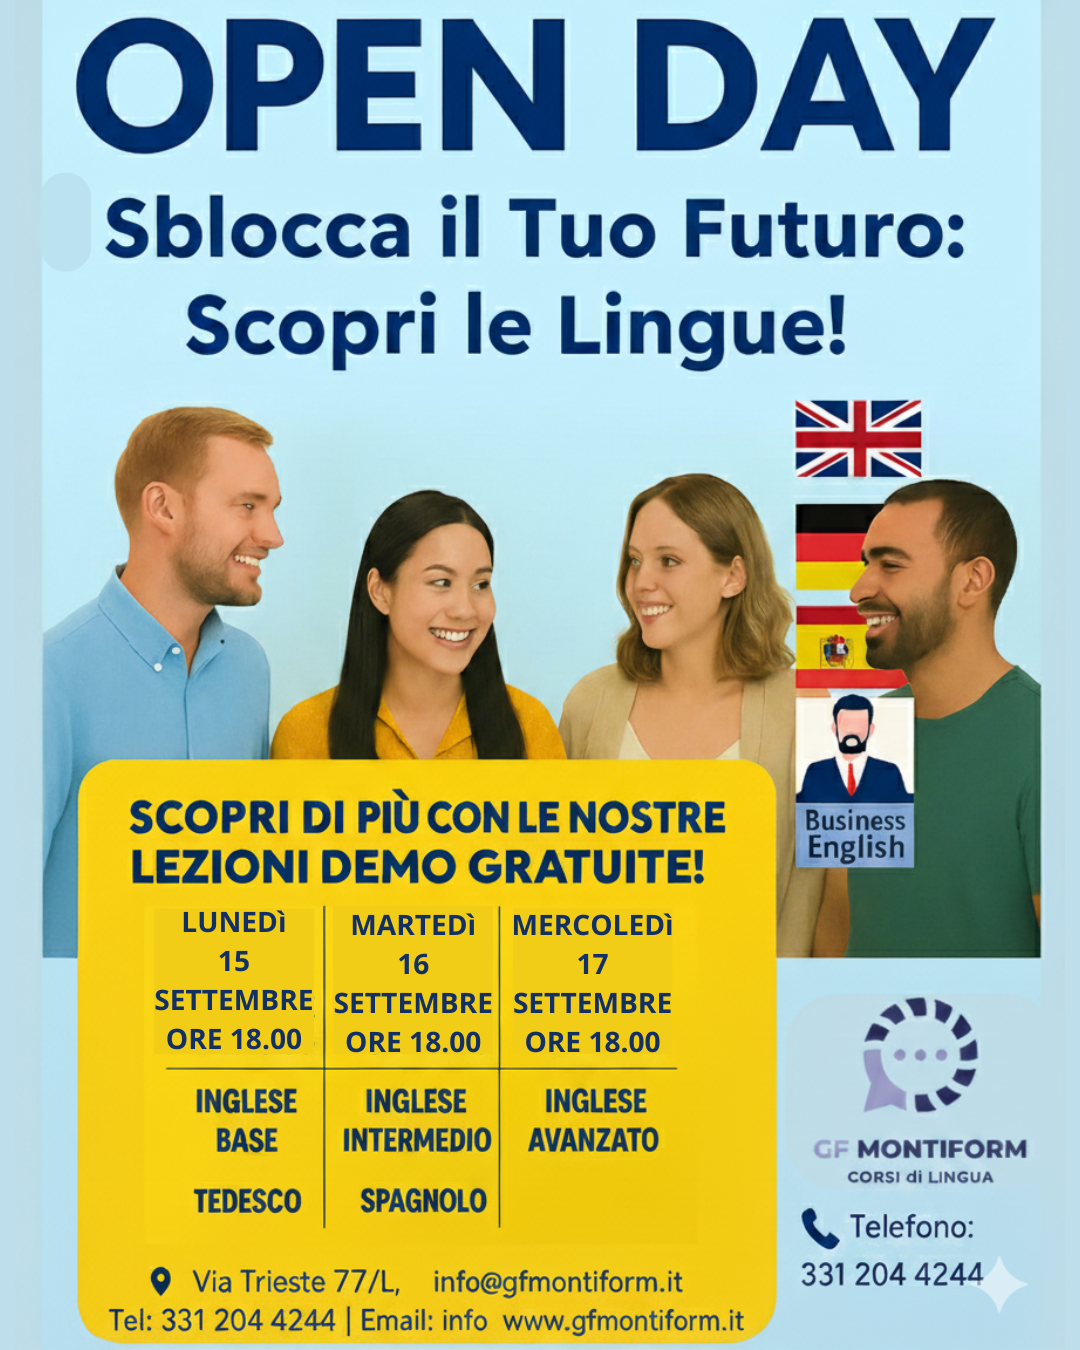 OPEN DAY
Sblocca il Tuo Futuro:
Scopri le Lingue!
Business
English
SCOPRI DI PIÙ CON LE NOSTRE
LEZIONI DEMO GRATUITE!
LUNEDì
15
SETTEMBRE
ORE 18.00
MARTEDì
16
SETTEMBRE
ORE 18.00
MERCOLEDì
17
SETTEMBRE
ORE 18.00
INGLESE
BASE
INGLESE
INTERMEDIO
INGLESE
AVANZATO
TEDESCO
SPAGNOLO
Via Trieste 77/L, info@gfmontiform.it
Tel: 331 204 4244 | Email: info www.gfmontiform.it
GF MONTIFORM
CORSI di LINGUA
Telefono:
331 204 4244